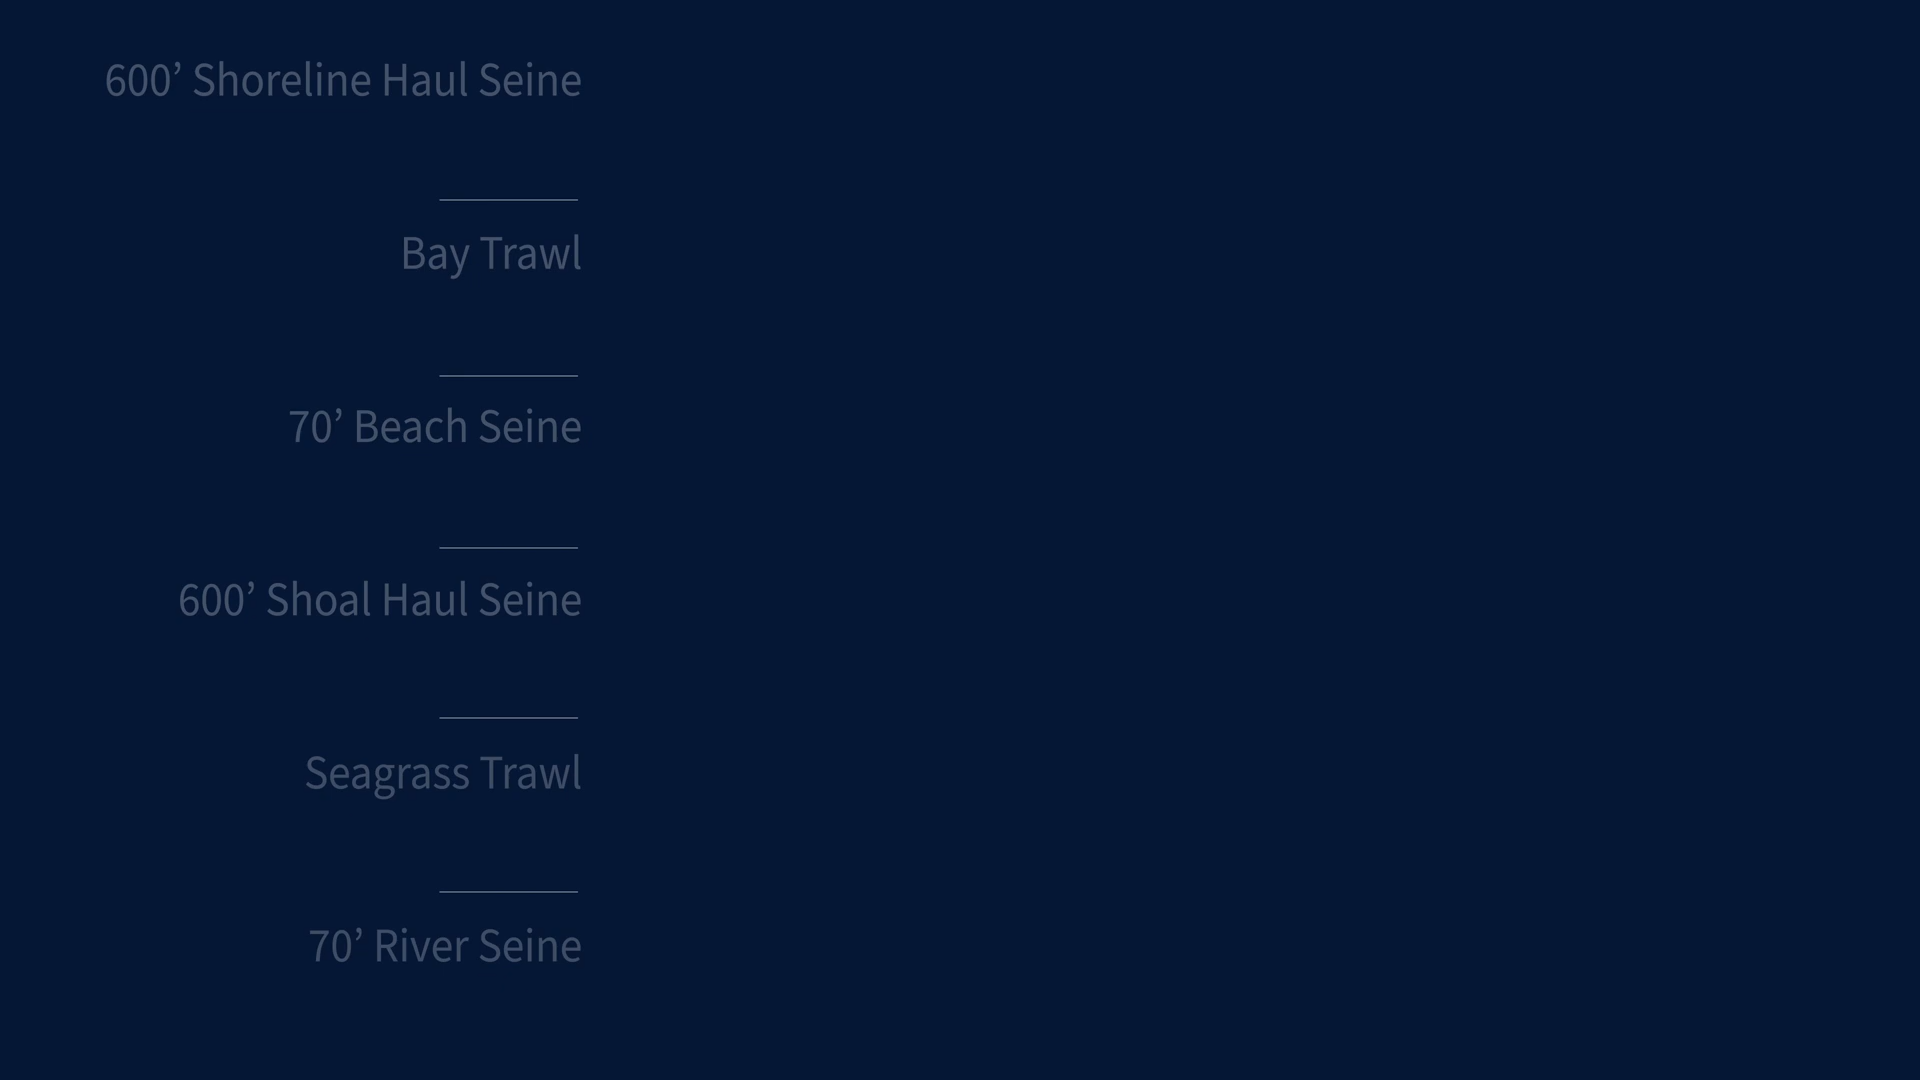 600’ Shoreline Haul Seine
Bay Trawl
70’ Beach Seine
600’ Shoal Haul Seine
Seagrass Trawl
70’ River Seine